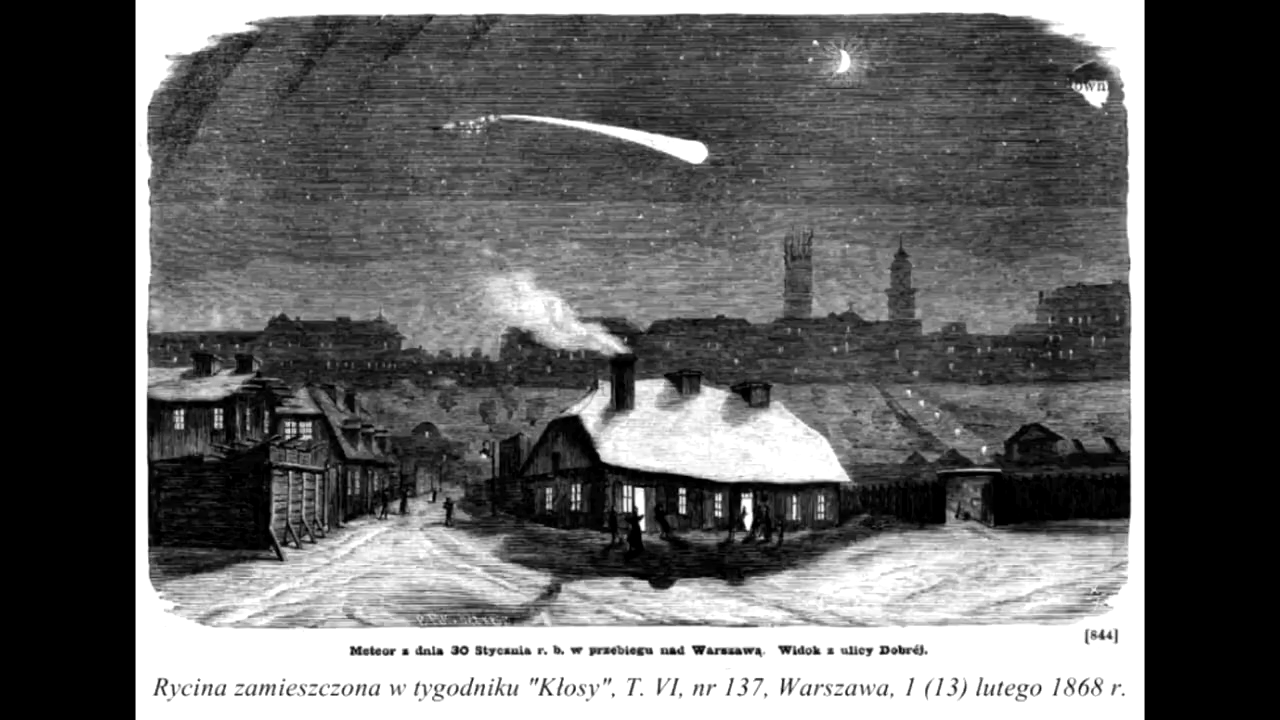 own
[844]
Meteor z dnia 30 Stycznia r. b. w przebiegu nad Warszawą. Widok z ulicy Dobréj.
Rycina zamieszczona w tygodniku "Kłosy", T. VI, nr 137, Warszawa, 1 (13) lutego 1868 r.